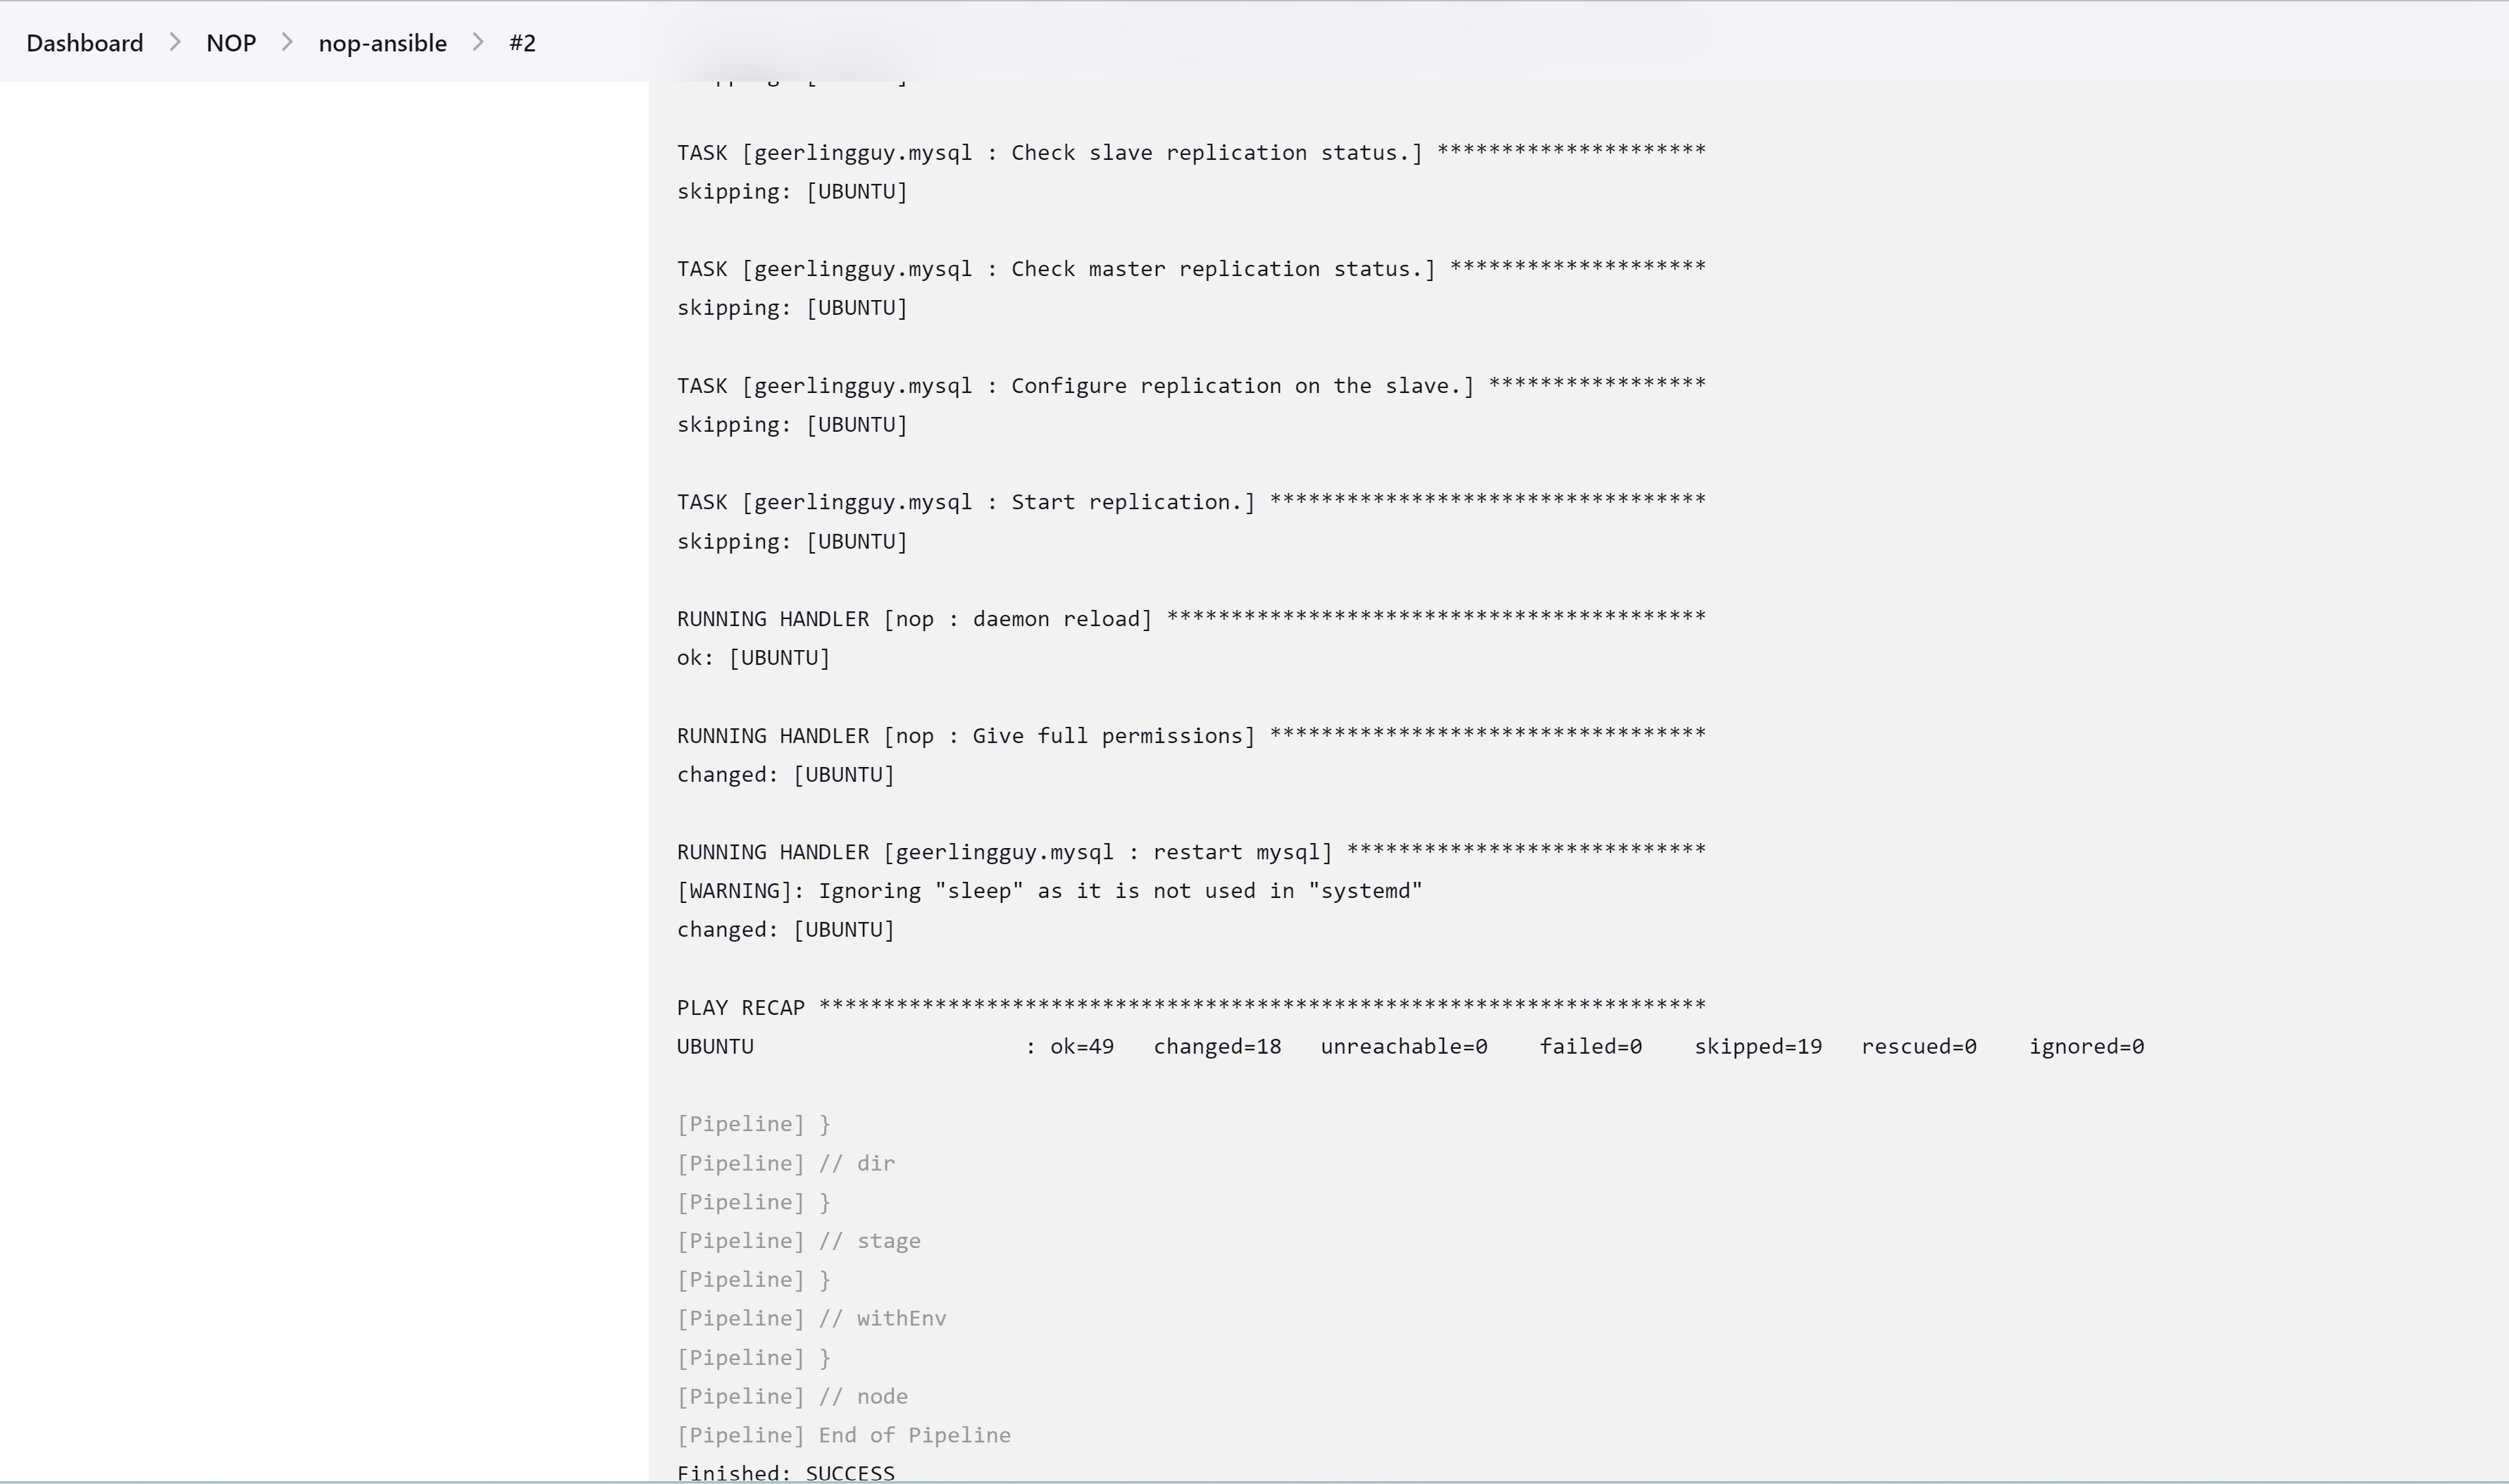 Dashboard > NOP > nop-ansible > #2
TASK [geerlingguy.mysql : Check slave replication status.] *********************
skipping: [UBUNTU]
TASK [geerlingguy.mysql : Check master replication status.] ********************
skipping: [UBUNTU]
TASK [geerlingguy.mysql : Configure replication on the slave.] *****************
skipping: [UBUNTU]
TASK [geerlingguy.mysql : Start replication.] **********************************
skipping: [UBUNTU]
RUNNING HANDLER [nop : daemon reload] ******************************************
ok: [UBUNTU]
RUNNING HANDLER [nop : Give full permissions] **********************************
changed: [UBUNTU]
RUNNING HANDLER [geerlingguy.mysql : restart mysql] ****************************
[WARNING]: Ignoring "sleep" as it is not used in "systemd"
changed: [UBUNTU]
PLAY RECAP *********************************************************************
UBUNTU                     : ok=49   changed=18   unreachable=0    failed=0    skipped=19   rescued=0    ignored=0
[Pipeline] }
[Pipeline] // dir
[Pipeline] }
[Pipeline] // stage
[Pipeline] }
[Pipeline] // withEnv
[Pipeline] }
[Pipeline] // node
[Pipeline] End of Pipeline
Finished: SUCCESS